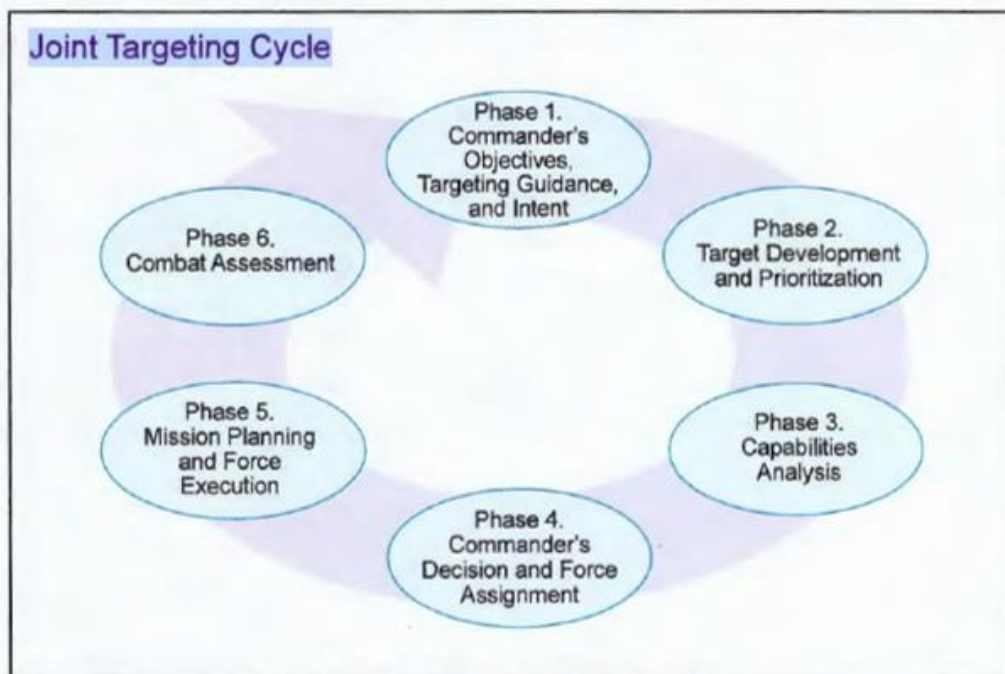 Joint Targeting Cycle
Phase 1.
Commander's
Objectives,
Targeting Guidance,
and Intent
Phase 2.
Target Development
and Prioritization
Phase 3.
Capabilities
Analysis
Phase 4.
Commander's
Decision and Force
Assignment
Phase 5.
Mission Planning
and Force
Execution
Phase 6.
Combat Assessment